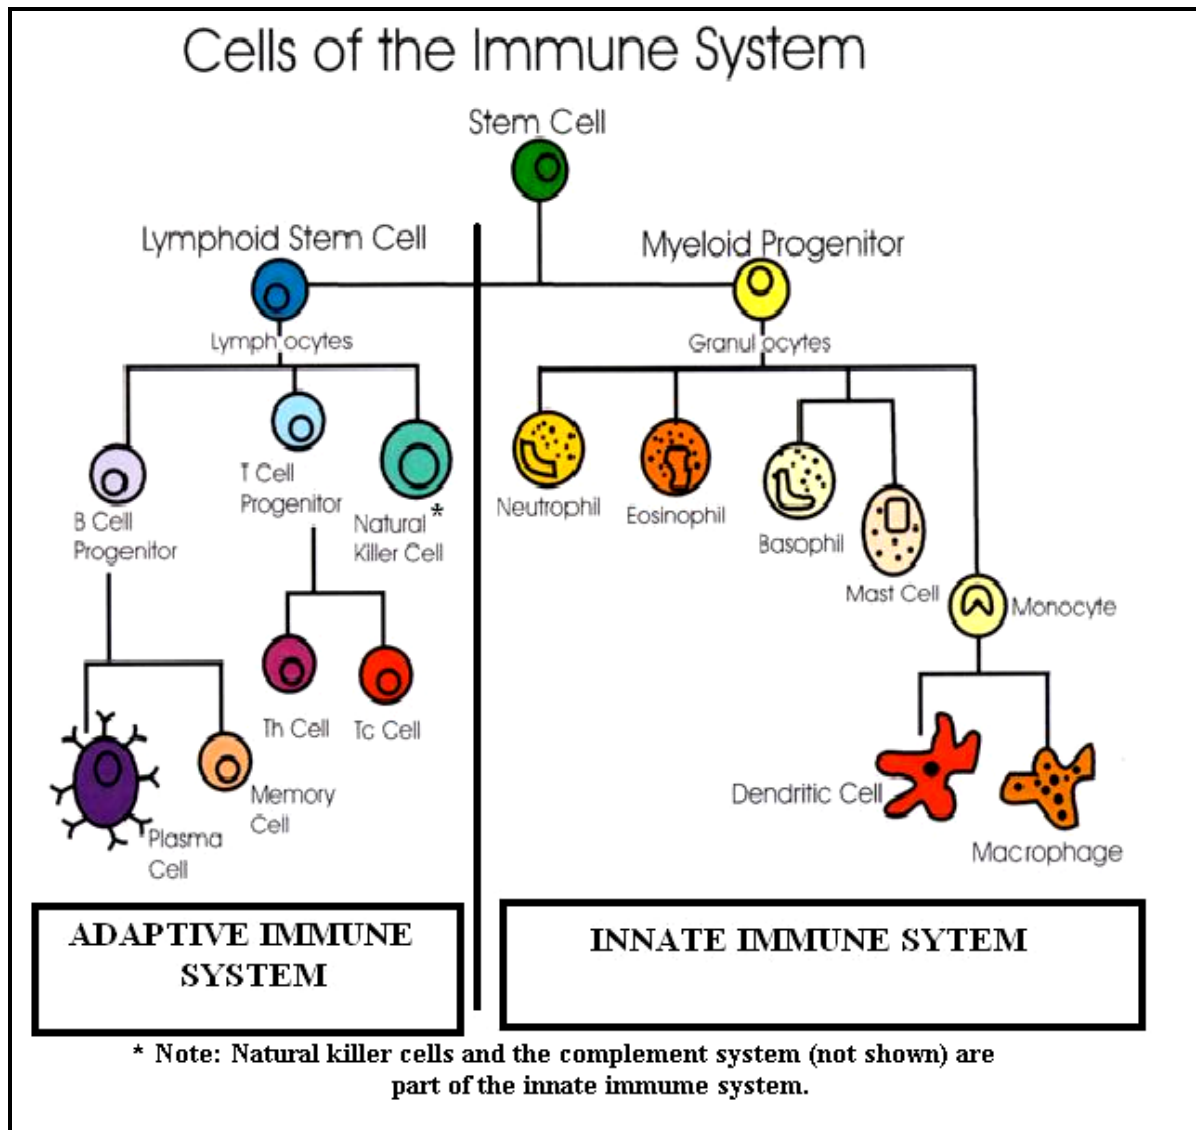 Cells of the Immune System
Stem Cell
Lymphoid Stem Cell
Myeloid Progenitor
Lymphocytes
Granulocytes
B Cell
Progenitor
T Cell
Progenitor
Natural *
Killer Cell
Neutrophil
Eosinophil
Basophil
Mast Cell
Monocyte
Th Cell
Tc Cell
Plasma
Cell
Memory
Cell
Dendritic Cell
Macrophage
ADAPTIVE IMMUNE
SYSTEM
INNATE IMMUNE SYTEM
* Note: Natural killer cells and the complement system (not shown) are
part of the innate immume system.